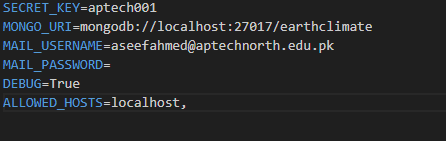 SECRET_KEY=aptech001
MONGO_URI=mongodb://localhost:27017/earthclimate
MAIL_USERNAME=aseefahmed@aptechnorth.edu.pk
MAIL_PASSWORD=
DEBUG=True
ALLOWED_HOSTS=localhost,